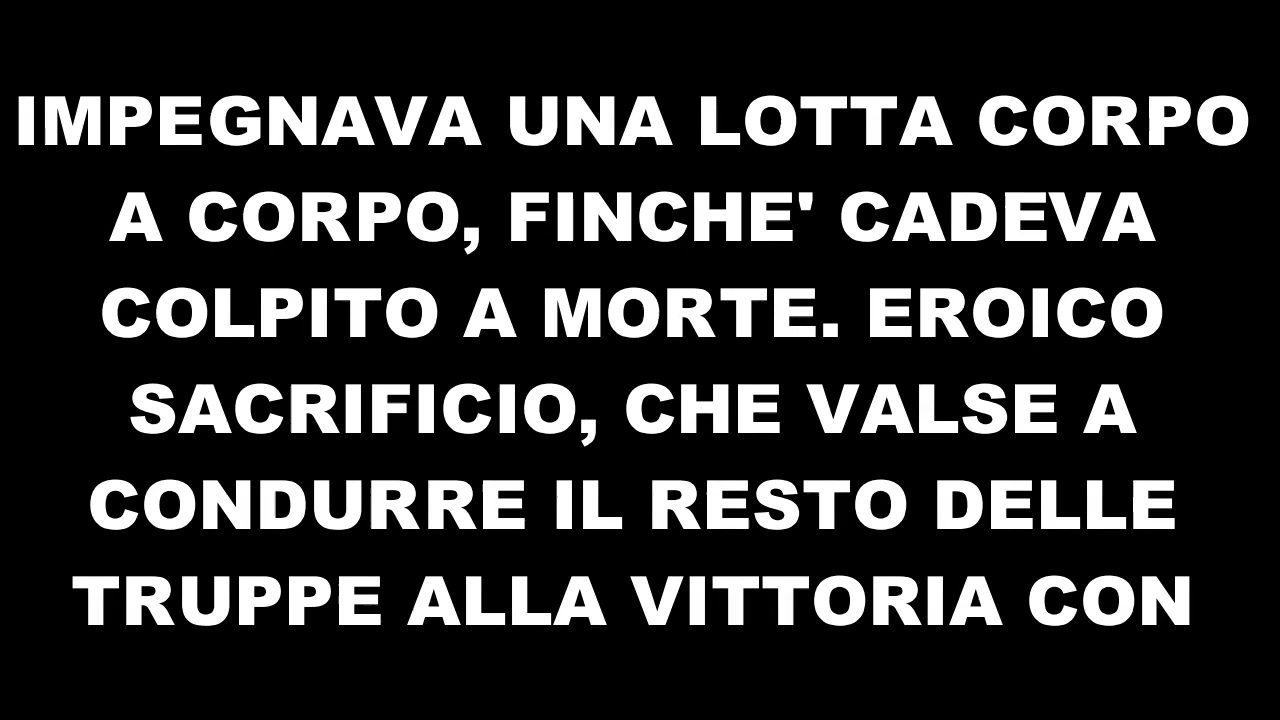 IMPEGNAVA UNA LOTTA CORPO
A CORPO, FINCHE' CADEVA
COLPITO A MORTE. EROICO
SACRIFICIO, CHE VALSE A
CONDURRE IL RESTO DELLE
TRUPPE ALLA VITTORIA CON